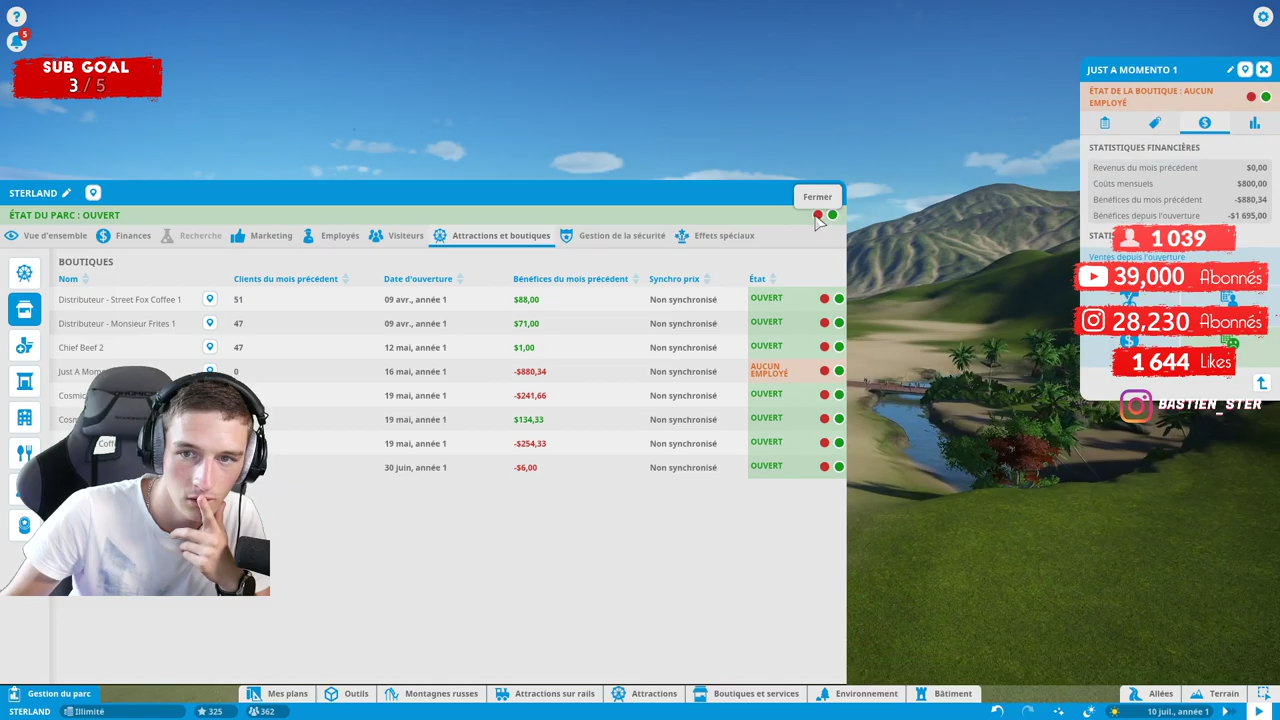 ?
5
SUB GOAL
3 / 5
STERLAND
Fermer
ÉTAT DU PARC : OUVERT
Vue d'ensemble Finances Recherche Marketing Employés Visiteurs Attractions et boutiques Gestion de la sécurité Effets spéciaux
BOUTIQUES
Nom Clients du mois précédent Date d'ouverture Bénéfices du mois précédent Synchro prix État
Distributeur - Street Fox Coffee 1 51 09 avr., année 1 $88,00 Non synchronisé OUVERT
Distributeur - Monsieur Frites 1 47 09 avr., année 1 $71,00 Non synchronisé OUVERT
Chief Beef 2 47 12 mai, année 1 $1,00 Non synchronisé OUVERT
Just A Mom 0 16 mai, année 1 -$880,34 Non synchronisé AUCUN EMPLOYÉ
Cosmic 19 mai, année 1 -$241,66 Non synchronisé OUVERT
Cosm 19 mai, année 1 $134,33 Non synchronisé OUVERT
Coff 19 mai, année 1 -$254,33 Non synchronisé OUVERT
30 juin, année 1 -$6,00 Non synchronisé OUVERT
JUST A MOMENTO 1
ÉTAT DE LA BOUTIQUE : AUCUN
EMPLOYÉ
STATISTIQUES FINANCIÈRES
Revenus du mois précédent $0,00
Coûts mensuels $800,00
Bénéfices du mois précédent -$880,34
Bénéfices depuis l'ouverture -$1 695,00
STATIS
1 039
Ventes depuis l'ouverture
39,000 Abonnés
28,230 Abonnés
1 644 Likes
BASTIEN_STER
Gestion du parc Mes plans Outils Montagnes russes Attractions sur rails Attractions Boutiques et services Environnement Bâtiment Allées Terrain
STERLAND Illimité 325 362 10 juil., année 1